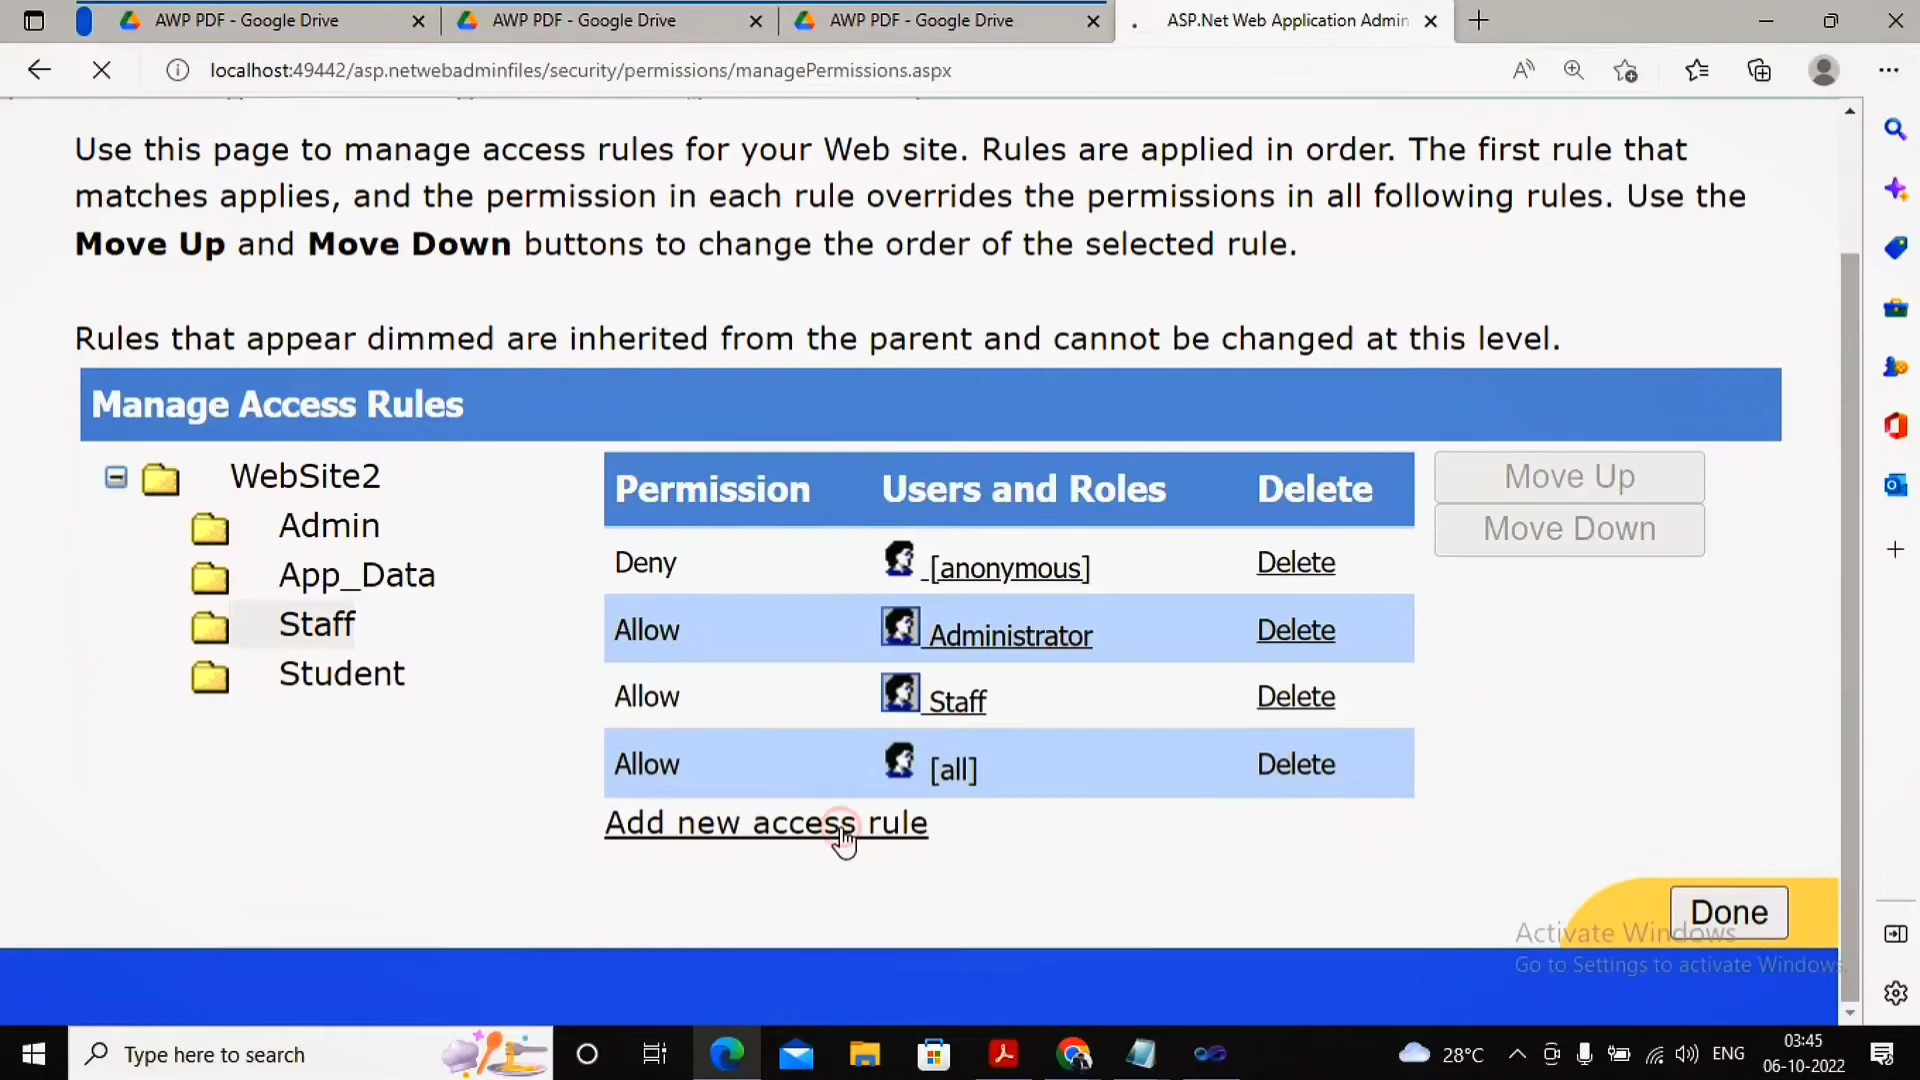 AWP PDF - Google Drive
AWP PDF - Google Drive
AWP PDF - Google Drive
ASP.Net Web Application Admin
localhost:49442/asp.netwebadminfiles/security/permissions/managePermissions.aspx
Use this page to manage access rules for your Web site. Rules are applied in order. The first rule that
matches applies, and the permission in each rule overrides the permissions in all following rules. Use the
Move Up and Move Down buttons to change the order of the selected rule.
Rules that appear dimmed are inherited from the parent and cannot be changed at this level.
Manage Access Rules
WebSite2
Admin
App_Data
Staff
Student
Permission Users and Roles Delete
Deny [anonymous] Delete
Allow Administrator Delete
Allow Staff Delete
Allow [all] Delete
Add new access rule
Move Up
Move Down
Done
Activate Windows
Go to Settings to activate Windows.
Type here to search
28°C
ENG
03:45
06-10-2022